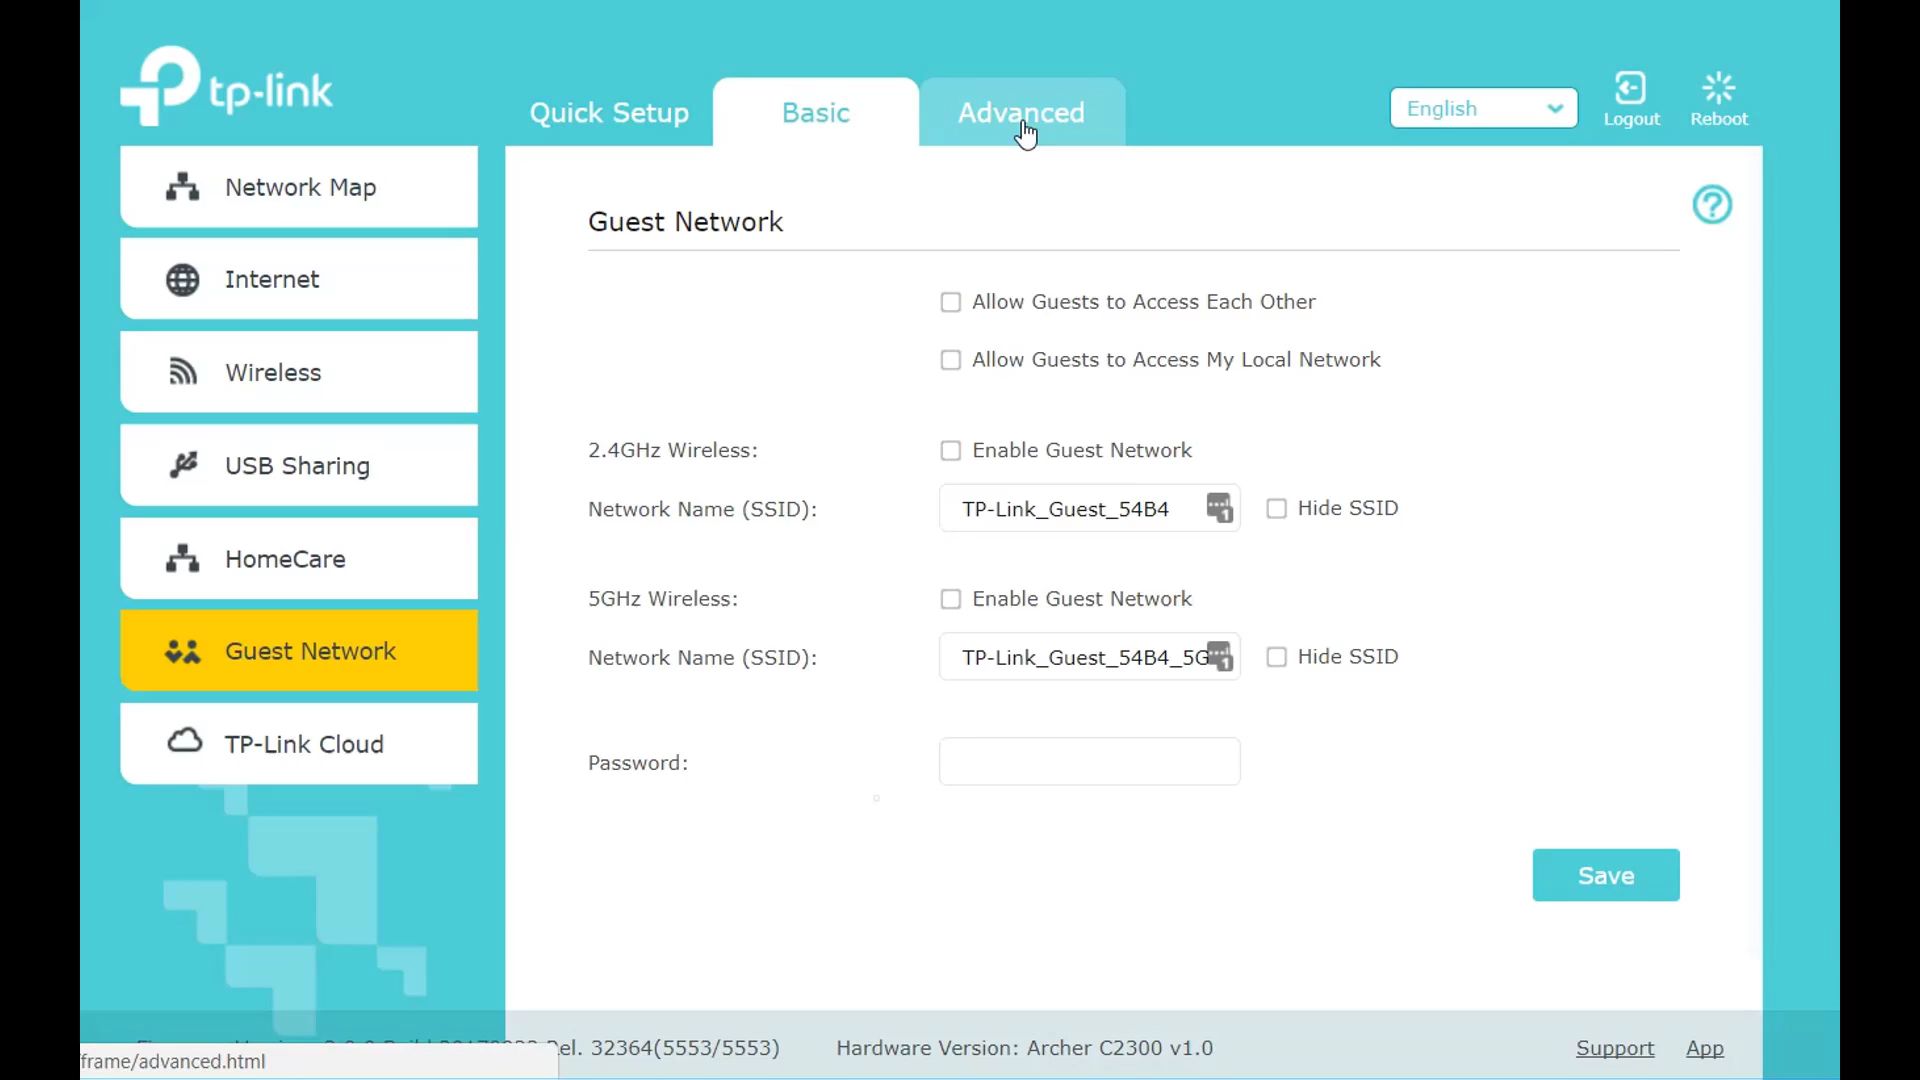 tp-link
Quick Setup
Basic
Advanced
English
Logout
Reboot
Network Map
Internet
Wireless
USB Sharing
HomeCare
Guest Network
TP-Link Cloud
Guest Network
Allow Guests to Access Each Other
Allow Guests to Access My Local Network
2.4GHz Wireless: Enable Guest Network
Network Name (SSID): TP-Link_Guest_54B4 Hide SSID
5GHz Wireless: Enable Guest Network
Network Name (SSID): TP-Link_Guest_54B4_5G Hide SSID
Password:
Save
32364(5553/5553) Hardware Version: Archer C2300 v1.0 Support App
frame/advanced.html